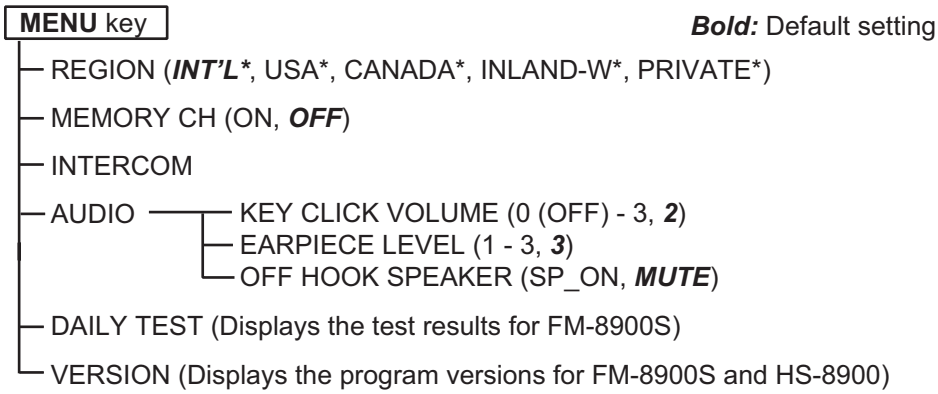 MENU key
Bold: Default setting
REGION (INT’L*, USA*, CANADA*, INLAND-W*, PRIVATE*)
MEMORY CH (ON, OFF)
INTERCOM
AUDIO
KEY CLICK VOLUME (0 (OFF) - 3, 2)
EARPIECE LEVEL (1 - 3, 3)
OFF HOOK SPEAKER (SP_ON, MUTE)
DAILY TEST (Displays the test results for FM-8900S)
VERSION (Displays the program versions for FM-8900S and HS-8900)